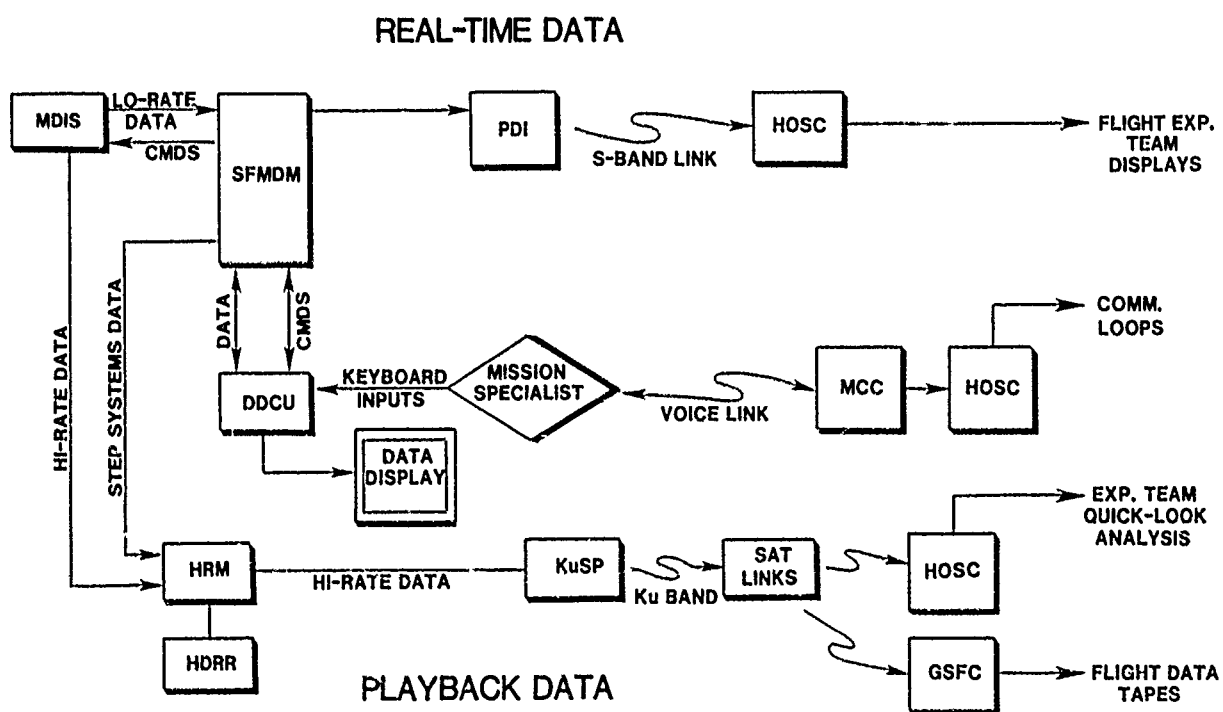 REAL-TIME DATA
MDIS
LO-RATE
DATA
CMDS
SFMDM
PDI
S-BAND LINK
HOSC
FLIGHT EXP.
TEAM
DISPLAYS
HI-RATE DATA
STEP SYSTEMS DATA
DATA
CMDS
DDCU
KEYBOARD
INPUTS
MISSION
SPECIALIST
VOICE LINK
MCC
HOSC
COMM.
LOOPS
DATA
DISPLAY
HRM
HI-RATE DATA
KuSP
Ku BAND
SAT
LINKS
HOSC
EXP. TEAM
QUICK-LOOK
ANALYSIS
HDRR
GSFC
FLIGHT DATA
TAPES
PLAYBACK DATA